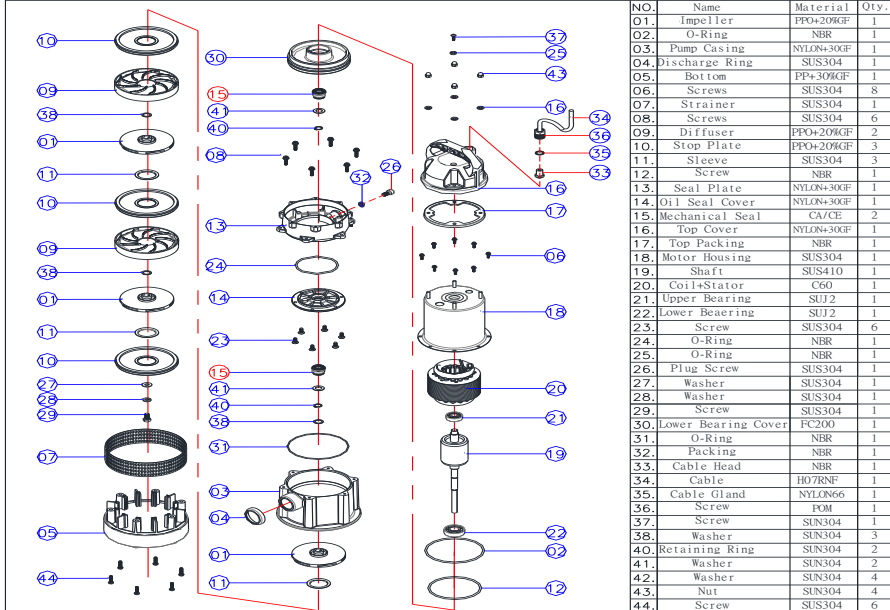 10
09
38
01
11
10
09
38
01
11
10
27
28
29
07
05
44
30
15
41
40
08
26
32
13
24
14
23
15
41
40
38
31
03
04
01
11
37
25
43
16
34
36
35
33
16
17
06
18
20
21
19
22
02
12
NO. Name Material Qty.
01. Impeller PPO+20%GF 1
02. O-Ring NBR 1
03. Pump Casing NYLON+30GF 1
04. Discharge Ring SUS304 1
05. Bottom PP+30%GF 1
06. Screws SUS304 8
07. Strainer SUS304 1
08. Screws SUS304 6
09. Diffuser PPO+20%GF 2
10. Stop Plate PPO+20%GF 3
11. Sleeve SUS304 3
12. Screw NBR 1
13. Seal Plate NYLON+30GF 1
14. Oil Seal Cover NYLON+30GF 1
15. Mechanical Seal CA/CE 2
16. Top Cover NYLON+30GF 1
17. Top Packing NBR 1
18. Motor Housing SUS304 1
19. Shaft SUS410 1
20. Coil+Stator C60 1
21. Upper Bearing SUJ2 1
22. Lower Beaering SUJ2 1
23. Screw SUS304 6
24. O-Ring NBR 1
25. O-Ring NBR 1
26. Plug Screw SUS304 1
27. Washer SUS304 1
28. Washer SUS304 1
29. Screw SUS304 1
30. Lower Bearing Cover FC200 1
31. O-Ring NBR 1
32. Packing NBR 1
33. Cable Head NBR 1
34. Cable H07RNF 1
35. Cable Gland NYLON66 1
36. Screw POM 1
37. Screw SUN304 1
38. Washer SUN304 3
40. Retaining Ring SUN304 2
41. Washer SUN304 2
42. Washer SUN304 4
43. Nut SUN304 4
44. Screw SUS304 6